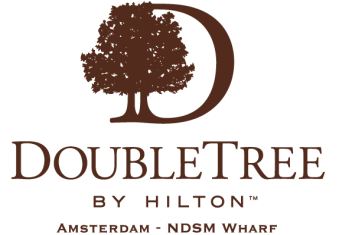 D
DOUBLETREE
BY HILTON™
AMSTERDAM - NDSM WHARF